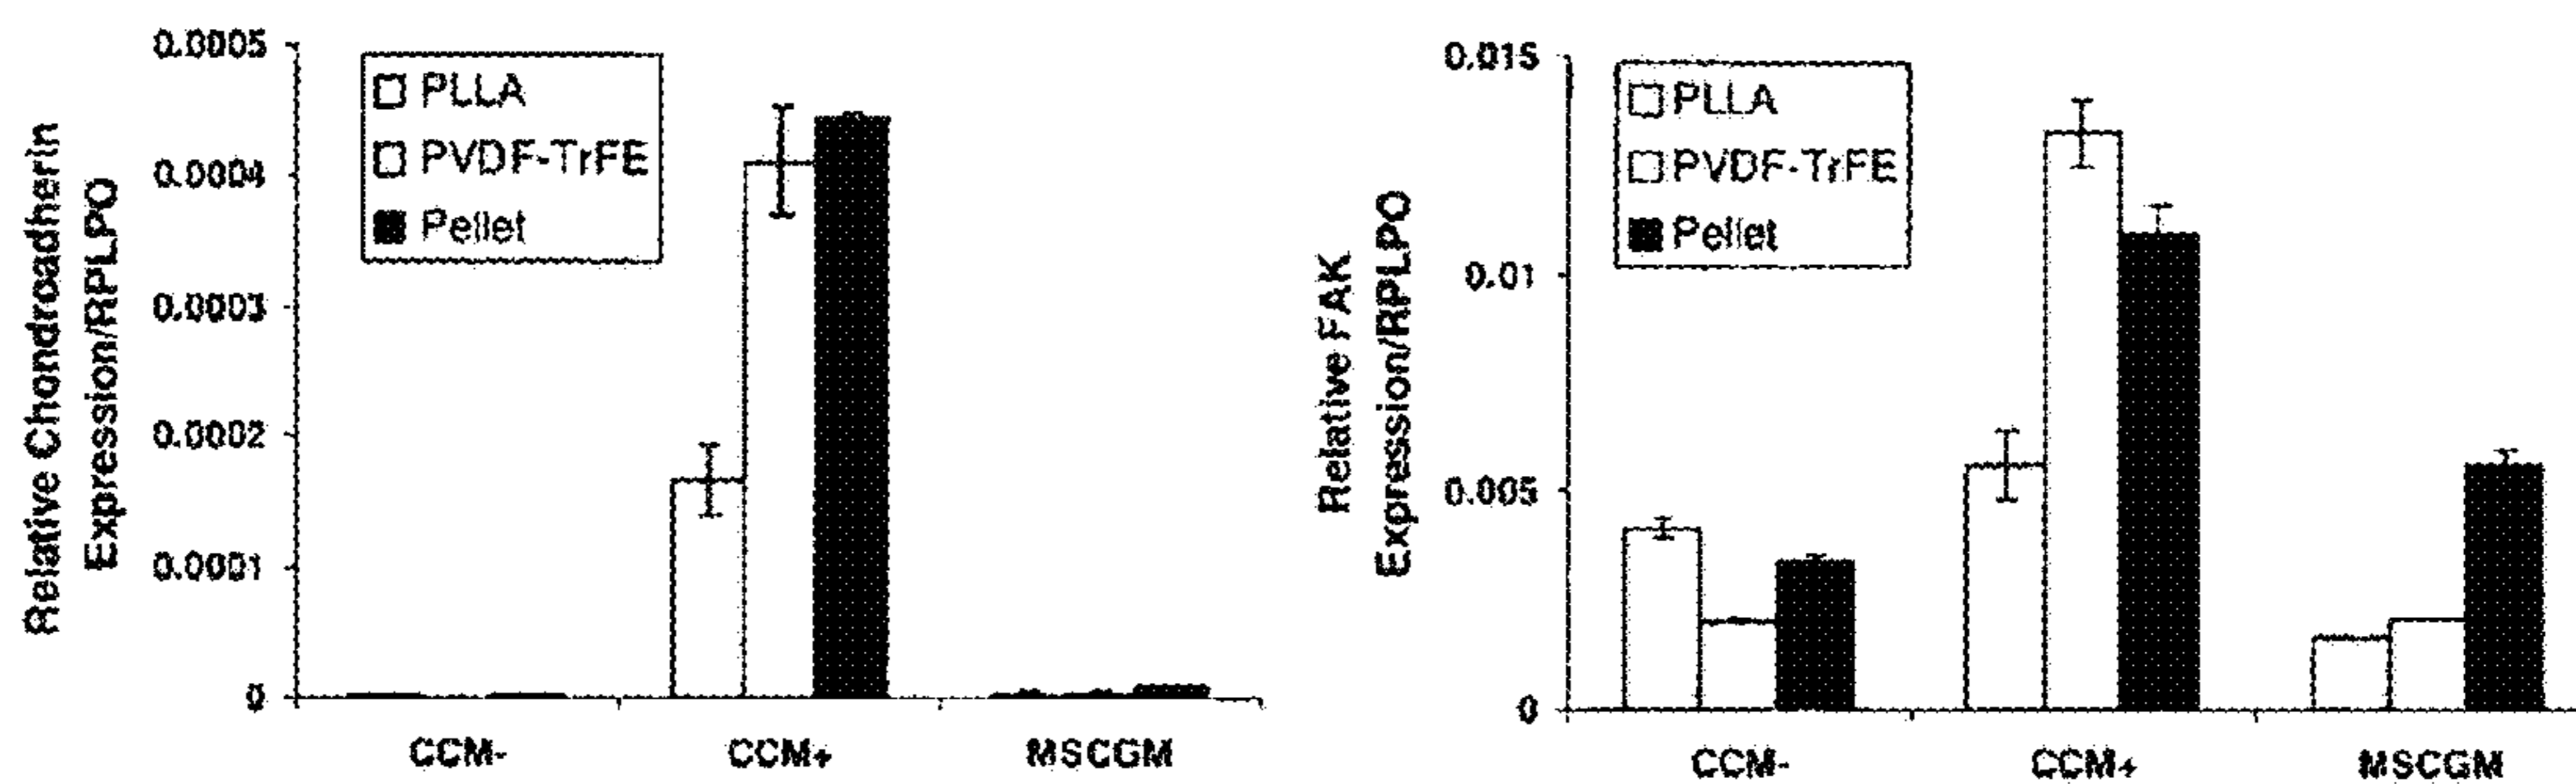 Relative Chondroadherin
Expression/RPLPO
0.0005
0.0004
0.0003
0.0002
0.0001
0
PLLA
PVDF-TrFE
Pellet
CCM-
CCM+
MSCGM
Relative FAK
Expression/RPLPO
0.015
0.01
0.005
0
PLLA
PVDF-TrFE
Pellet
CCM-
CCM+
MSCGM